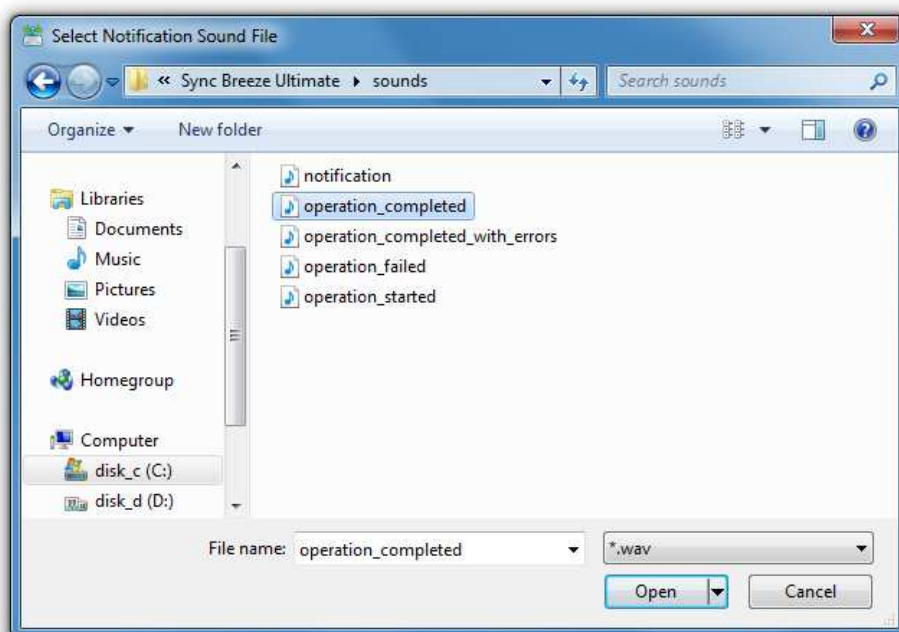 Select Notification Sound File
« Sync Breeze Ultimate sounds
Search sounds
Organize New folder
Libraries
Documents
Music
Pictures
Videos
Homegroup
Computer
disk_c (C:)
disk_d (D:)
notification
operation_completed
operation_completed_with_errors
operation_failed
operation_started
File name: operation_completed *.wav
Open Cancel